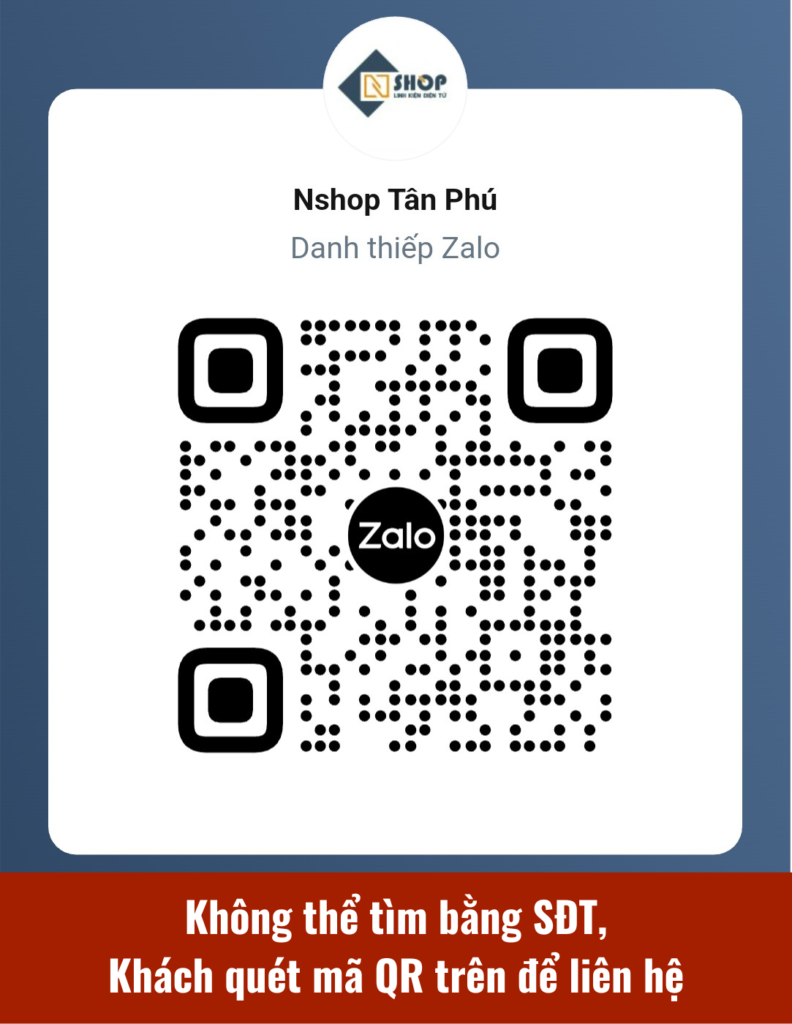 NSHOP
LINH KIỆN ĐIỆN TỬ
Nshop Tân Phú
Danh thiếp Zalo
Zalo
Không thể tìm bằng SĐT,
Khách quét mã QR trên để liên hệ